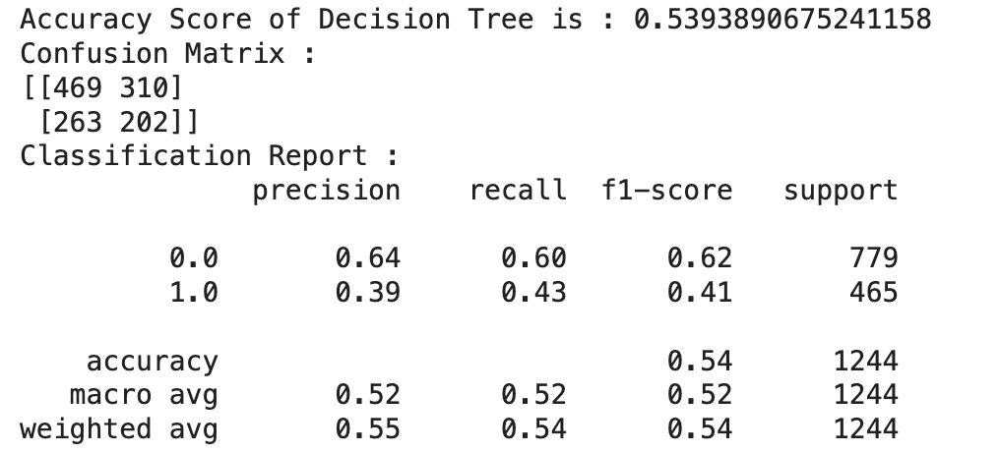 Accuracy Score of Decision Tree is : 0.5393890675241158
Confusion Matrix :
[[469 310]
 [263 202]]
Classification Report :
              precision    recall  f1-score   support

         0.0       0.64      0.60      0.62       779
         1.0       0.39      0.43      0.41       465

    accuracy                           0.54      1244
   macro avg       0.52      0.52      0.52      1244
weighted avg       0.55      0.54      0.54      1244